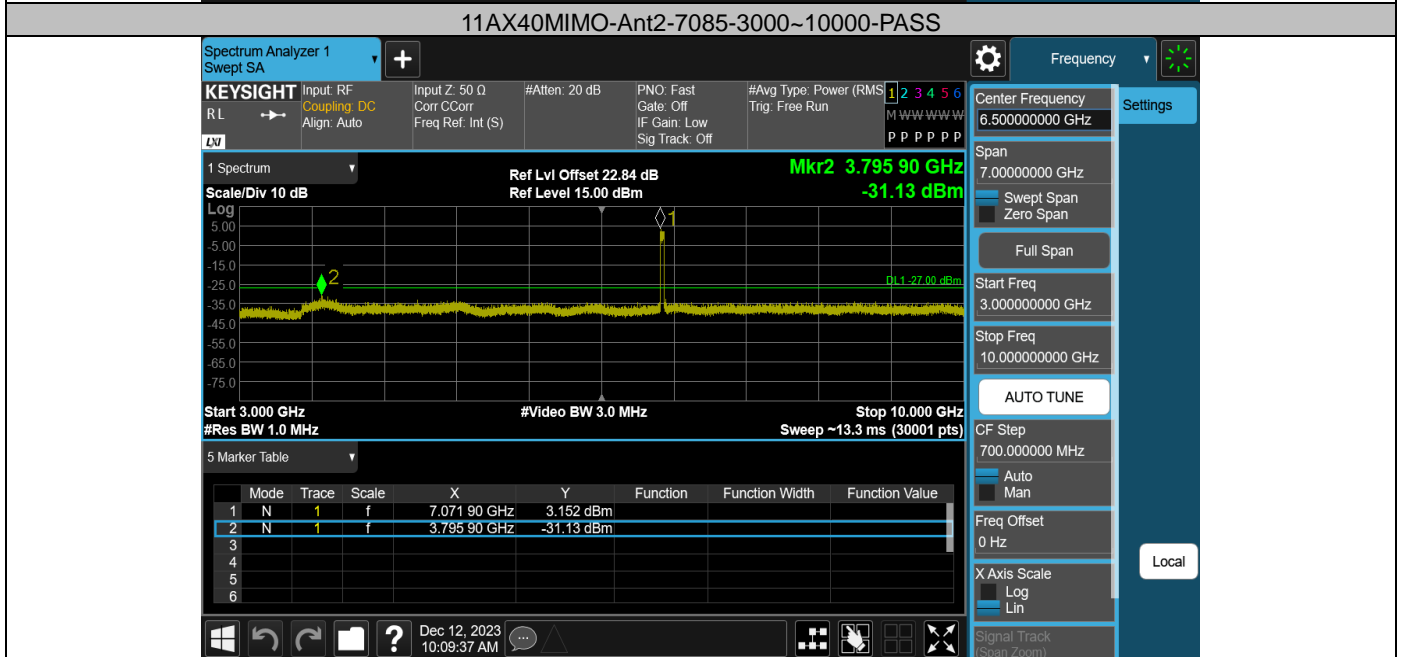 11AX40MIMO-Ant2-7085-3000~10000-PASS
Spectrum Analyzer 1
Swept SA
+
Frequency
KEYSIGHT
RL
LXI
Input: RF
Coupling: DC
Align: Auto
Input Z: 50 Ω
Corr CCorr
Freq Ref: Int (S)
#Atten: 20 dB
PNO: Fast
Gate: Off
IF Gain: Low
Sig Track: Off
#Avg Type: Power (RMS
Trig: Free Run
1 2 3 4 5 6
M W W W W W
P P P P P P
1 Spectrum
Scale/Div 10 dB
Ref Lvl Offset 22.84 dB
Ref Level 15.00 dBm
Mkr2 3.795 90 GHz
-31.13 dBm
Log
5.00
-5.00
-15.0
-25.0
-35.0
-45.0
-55.0
-65.0
-75.0
1
2
DL1 -27.00 dBm
Start 3.000 GHz
#Video BW 3.0 MHz
Stop 10.000 GHz
#Res BW 1.0 MHz
Sweep ~13.3 ms (30001 pts)
5 Marker Table
Mode Trace Scale X Y Function Function Width Function Value
1 N 1 f 7.071 90 GHz 3.152 dBm
2 N 1 f 3.795 90 GHz -31.13 dBm
3
4
5
6
?
Dec 12, 2023
10:09:37 AM
Center Frequency
6.500000000 GHz
Settings
Span
7.00000000 GHz
Swept Span
Zero Span
Full Span
Start Freq
3.000000000 GHz
Stop Freq
10.000000000 GHz
AUTO TUNE
CF Step
700.000000 MHz
Auto
Man
Freq Offset
0 Hz
X Axis Scale
Log
Lin
Local
Signal Track
(Span Zoom)